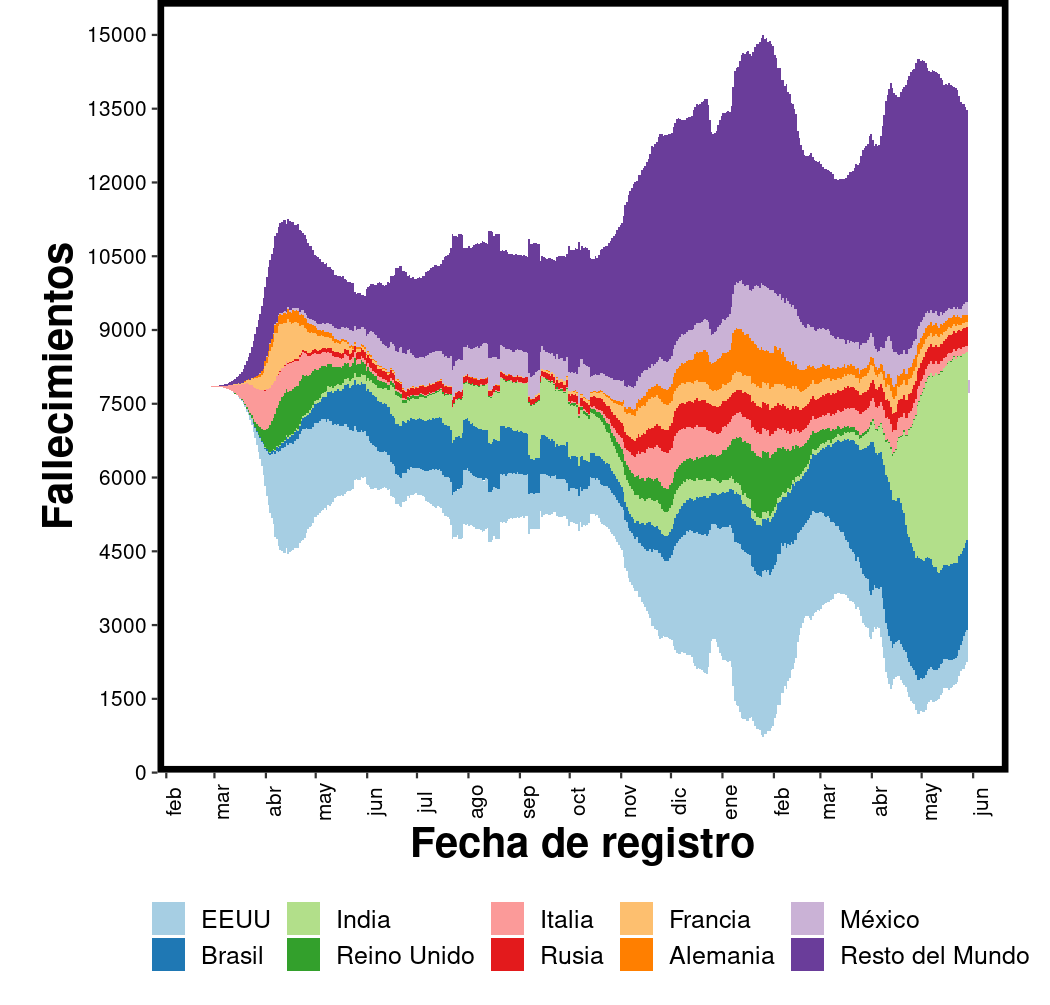 15000
13500
12000
10500
9000
7500
6000
4500
3000
1500
0
Fallecimientos
feb mar abr may jun jul ago sep oct nov dic ene feb mar abr may jun
Fecha de registro
EEUU India Italia Francia México
Brasil Reino Unido Rusia Alemania Resto del Mundo